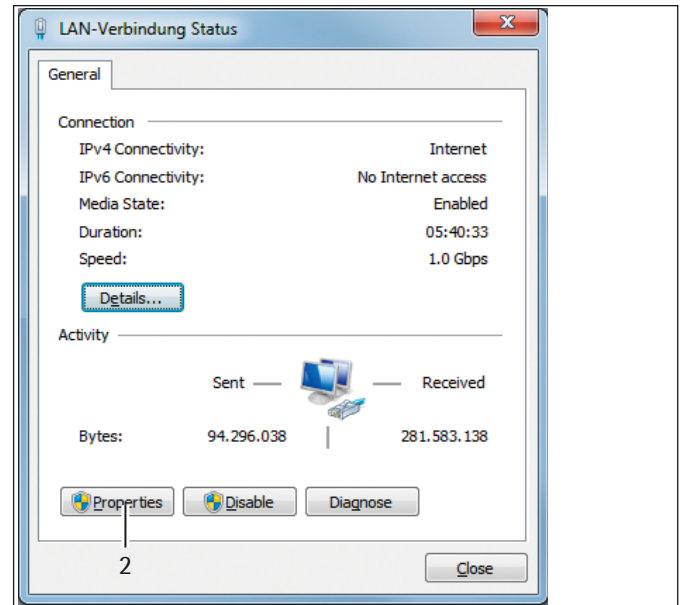 LAN-Verbindung Status
General
Connection
IPv4 Connectivity: Internet
IPv6 Connectivity: No Internet access
Media State: Enabled
Duration: 05:40:33
Speed: 1.0 Gbps
Details...
Activity
Sent Received
Bytes: 94.296.038 281.583.138
Properties Disable Diagnose
2
Close